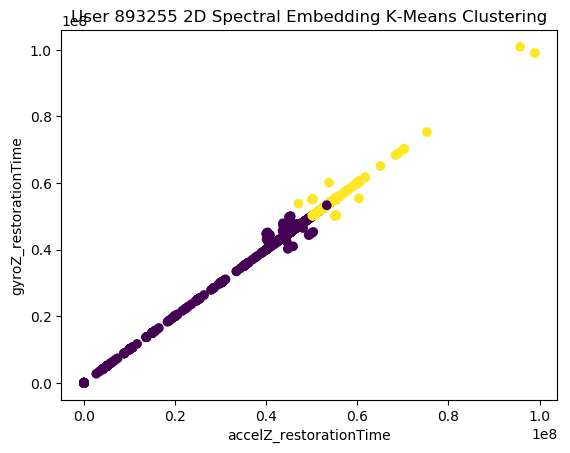 User 893255 2D Spectral Embedding K-Means Clustering
1e8
1.0
0.8
0.6
0.4
0.2
0.0
gyroZ_restorationTime
0.0 0.2 0.4 0.6 0.8 1.0
accelZ_restorationTime
1e8